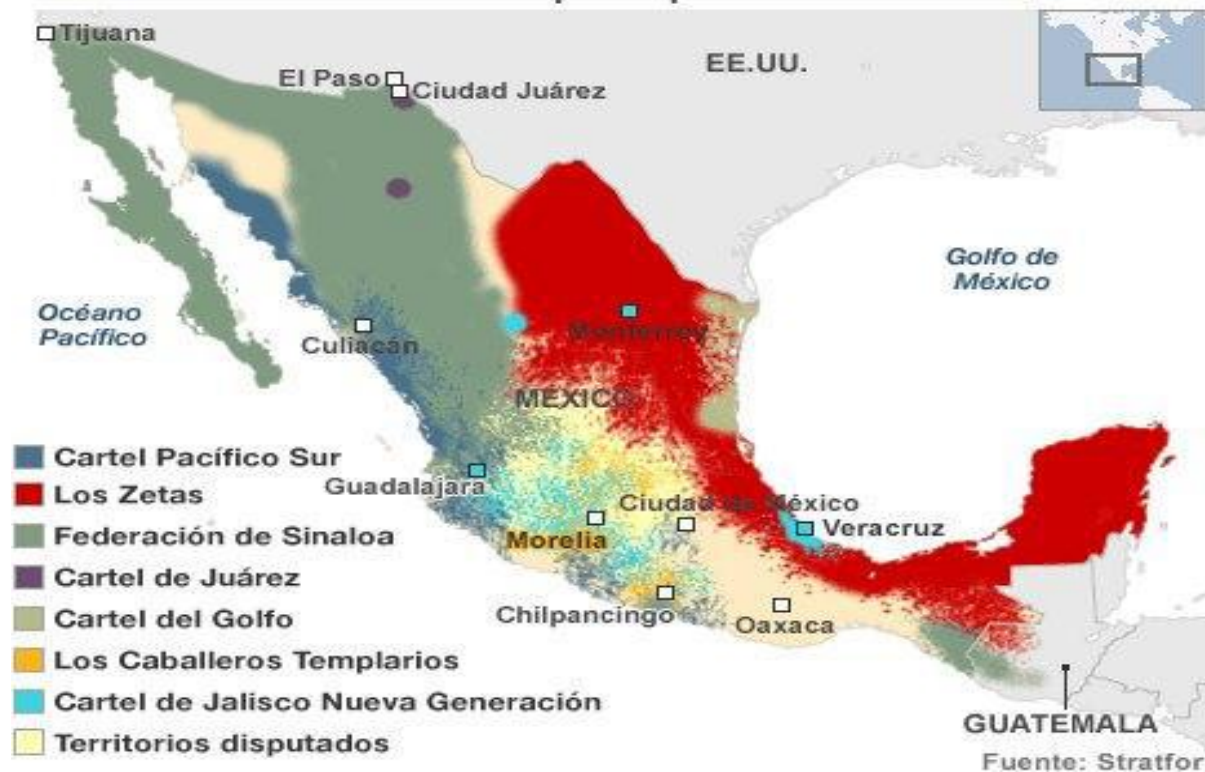 Tijuana
EE.UU.
El Paso
Ciudad Juárez
Golfo de
México
Océano
Pacífico
Culiacán
Monterrey
MÉXICO
Cartel Pacífico Sur
Los Zetas
Guadalajara
Ciudad de México
Federación de Sinaloa
Morelia
Veracruz
Cartel de Juárez
Chilpancingo
Oaxaca
Cartel del Golfo
Los Caballeros Templarios
Cartel de Jalisco Nueva Generación
Territorios disputados
GUATEMALA
Fuente: Stratfor